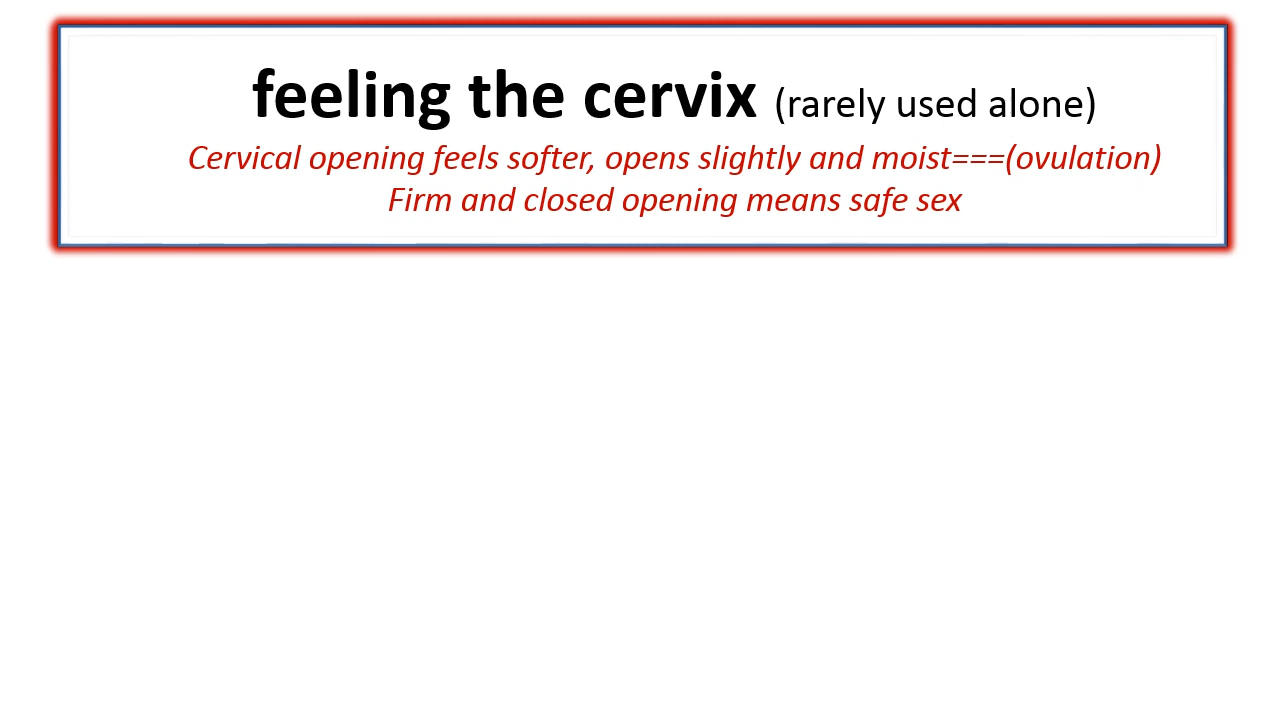 feeling the cervix (rarely used alone)
Cervical opening feels softer, opens slightly and moist===(ovulation)
Firm and closed opening means safe sex